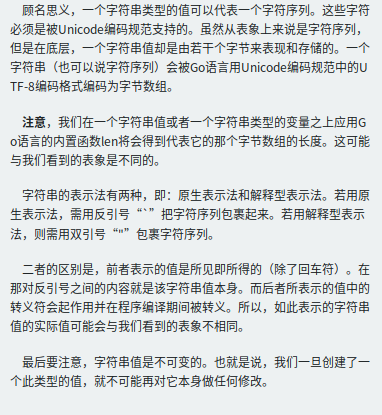 顾名思义，一个字符串类型的值可以代表一个字符序列。这些字符
必须是被Unicode编码规范支持的。虽然从表象上来说是字符序列，
但是在底层，一个字符串值却是由若干个字节来表现和存储的。一个
字符串（也可以说字符序列）会被Go语言用Unicode编码规范中的U
TF-8编码格式编码为字节数组。
注意，我们在一个字符串值或者一个字符串类型的变量之上应用G
o语言的内置函数len将会得到代表它的那个字节数组的长度。这可能
与我们看到的表象是不同的。
字符串的表示法有两种，即：原生表示法和解释型表示法。若用原
生表示法，需用反引号“`”把字符序列包裹起来。若用解释型表示
法，则需用双引号“"”包裹字符序列。
二者的区别是，前者表示的值是所见即所得的（除了回车符）。在
那对反引号之间的内容就是该字符串值本身。而后者所表示的值中的
转义符会起作用并在程序编译期间被转义。所以，如此表示的字符串
值的实际值可能会与我们看到的表象不相同。
最后要注意，字符串值是不可变的。也就是说，我们一旦创建了一
个此类型的值，就不可能再对它本身做任何修改。